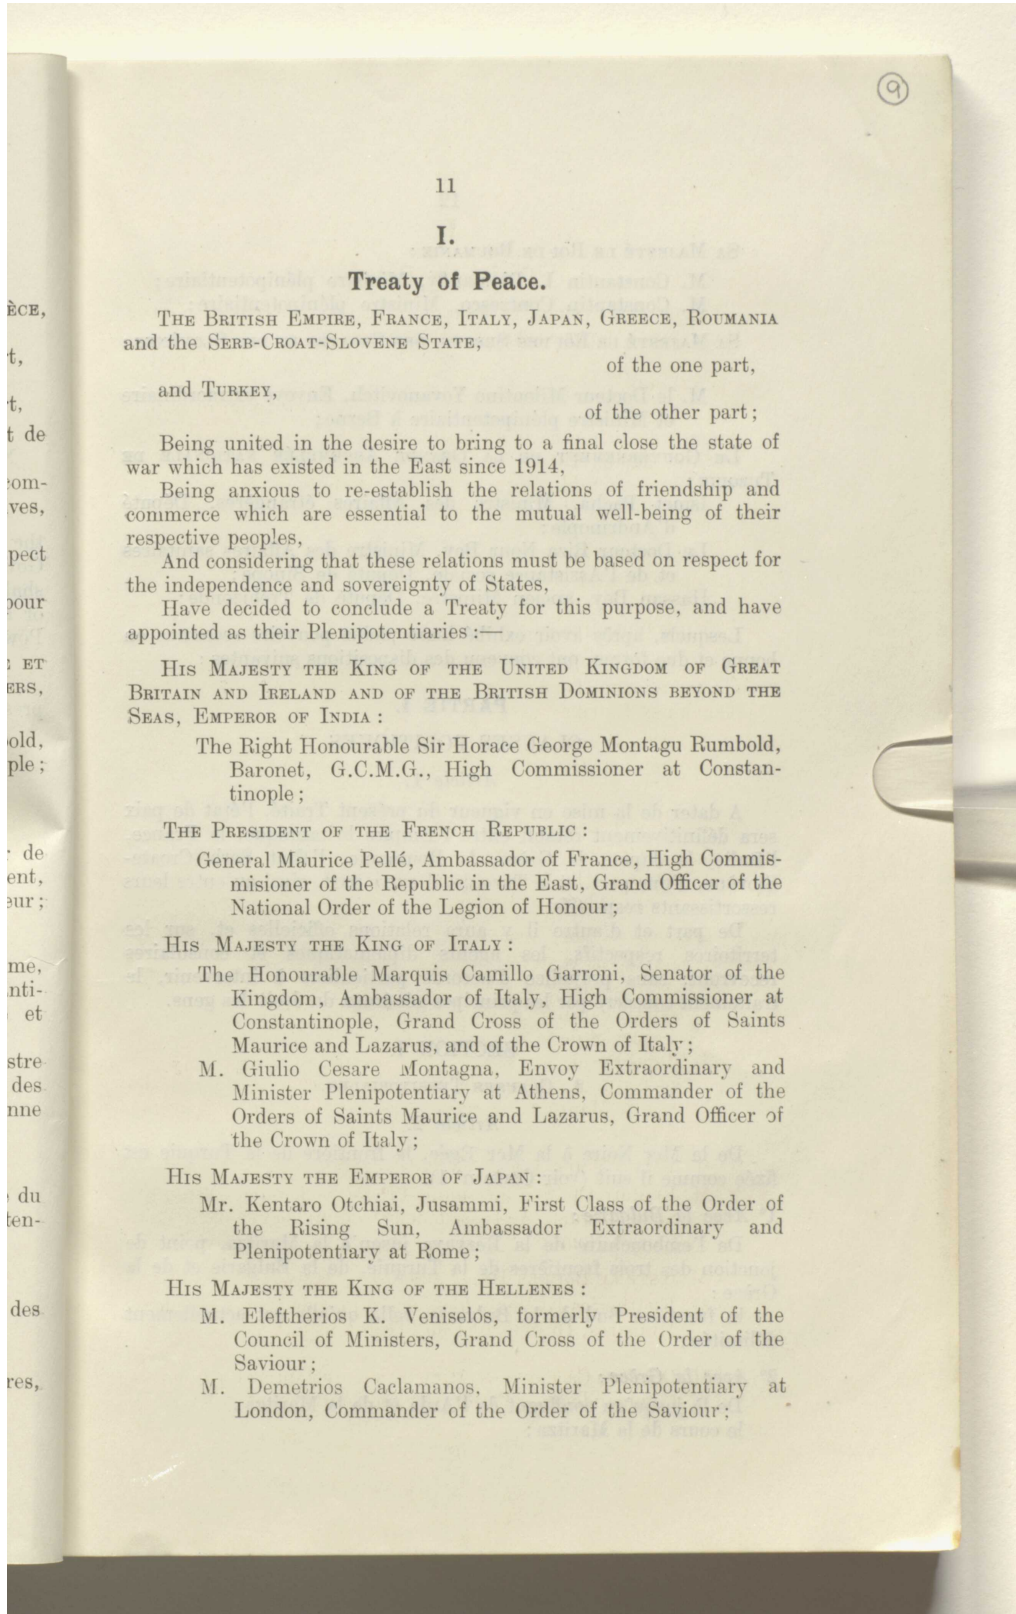 9
11
I.
Treaty of Peace.
THE BRITISH EMPIRE, FRANCE, ITALY, JAPAN, GREECE, ROUMANIA
and the SERB-CROAT-SLOVENE STATE,
of the one part,
and TURKEY,
of the other part;
Being united in the desire to bring to a final close the state of
war which has existed in the East since 1914,
Being anxious to re-establish the relations of friendship and
commerce which are essential to the mutual well-being of their
respective peoples,
And considering that these relations must be based on respect for
the independence and sovereignty of States,
Have decided to conclude a Treaty for this purpose, and have
appointed as their Plenipotentiaries :—
HIS MAJESTY THE KING OF THE UNITED KINGDOM OF GREAT
BRITAIN AND IRELAND AND OF THE BRITISH DOMINIONS BEYOND THE
SEAS, EMPEROR OF INDIA :
The Right Honourable Sir Horace George Montagu Rumbold,
Baronet, G.C.M.G., High Commissioner at Constan-
tinople;
THE PRESIDENT OF THE FRENCH REPUBLIC :
General Maurice Pellé, Ambassador of France, High Commis-
misioner of the Republic in the East, Grand Officer of the
National Order of the Legion of Honour;
HIS MAJESTY THE KING OF ITALY :
The Honourable Marquis Camillo Garroni, Senator of the
Kingdom, Ambassador of Italy, High Commissioner at
Constantinople, Grand Cross of the Orders of Saints
Maurice and Lazarus, and of the Crown of Italy;
M. Giulio Cesare Montagna, Envoy Extraordinary and
Minister Plenipotentiary at Athens, Commander of the
Orders of Saints Maurice and Lazarus, Grand Officer of
the Crown of Italy;
HIS MAJESTY THE EMPEROR OF JAPAN :
Mr. Kentaro Otchiai, Jusammi, First Class of the Order of
the Rising Sun, Ambassador Extraordinary and
Plenipotentiary at Rome;
HIS MAJESTY THE KING OF THE HELLENES :
M. Eleftherios K. Veniselos, formerly President of the
Council of Ministers, Grand Cross of the Order of the
Saviour;
M. Demetrios Caclamanos, Minister Plenipotentiary at
London, Commander of the Order of the Saviour;